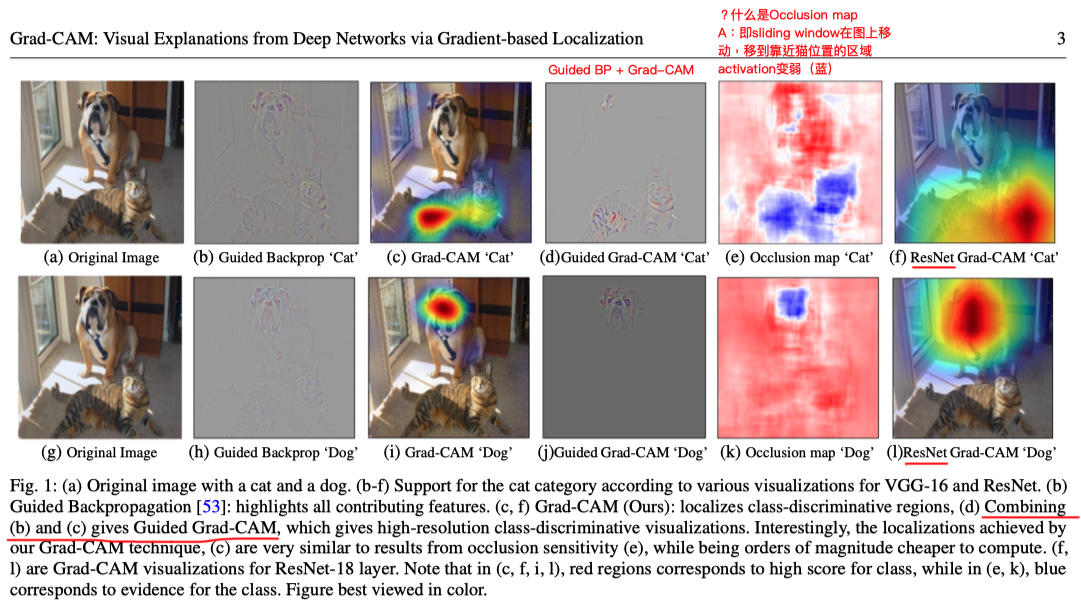 ？什么是Occlusion map
A：即sliding window在图上移
动，移到靠近猫位置的区域
activation变弱（蓝）
Grad-CAM: Visual Explanations from Deep Networks via Gradient-based Localization
3
Guided BP + Grad-CAM
(a) Original Image
(b) Guided Backprop ‘Cat’
(c) Grad-CAM ‘Cat’
(d)Guided Grad-CAM ‘Cat’
(e) Occlusion map ‘Cat’
(f) ResNet Grad-CAM ‘Cat’
(g) Original Image
(h) Guided Backprop ‘Dog’
(i) Grad-CAM ‘Dog’
(j)Guided Grad-CAM ‘Dog’
(k) Occlusion map ‘Dog’
(l)ResNet Grad-CAM ‘Dog’
Fig. 1: (a) Original image with a cat and a dog. (b-f) Support for the cat category according to various visualizations for VGG-16 and ResNet. (b)
Guided Backpropagation [53]: highlights all contributing features. (c, f) Grad-CAM (Ours): localizes class-discriminative regions, (d) Combining
(b) and (c) gives Guided Grad-CAM, which gives high-resolution class-discriminative visualizations. Interestingly, the localizations achieved by
our Grad-CAM technique, (c) are very similar to results from occlusion sensitivity (e), while being orders of magnitude cheaper to compute. (f,
l) are Grad-CAM visualizations for ResNet-18 layer. Note that in (c, f, i, l), red regions corresponds to high score for class, while in (e, k), blue
corresponds to evidence for the class. Figure best viewed in color.